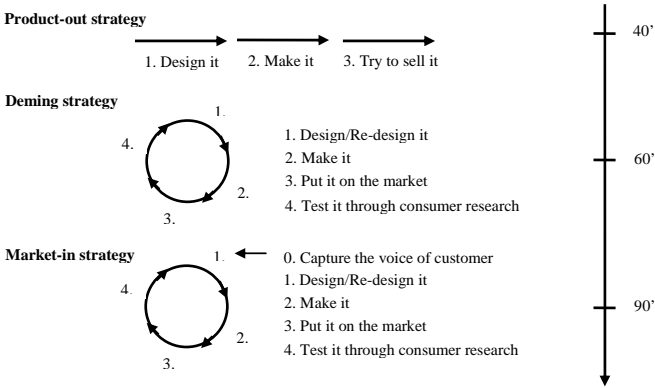 Product-out strategy
40’
1. Design it 2. Make it 3. Try to sell it
Deming strategy
1.
4.
1. Design/Re-design it
2. Make it
60’
3. Put it on the market
2.
4. Test it through consumer research
3.
Market-in strategy
1.
0. Capture the voice of customer
1. Design/Re-design it
4.
2. Make it
90’
3. Put it on the market
2.
4. Test it through consumer research
3.